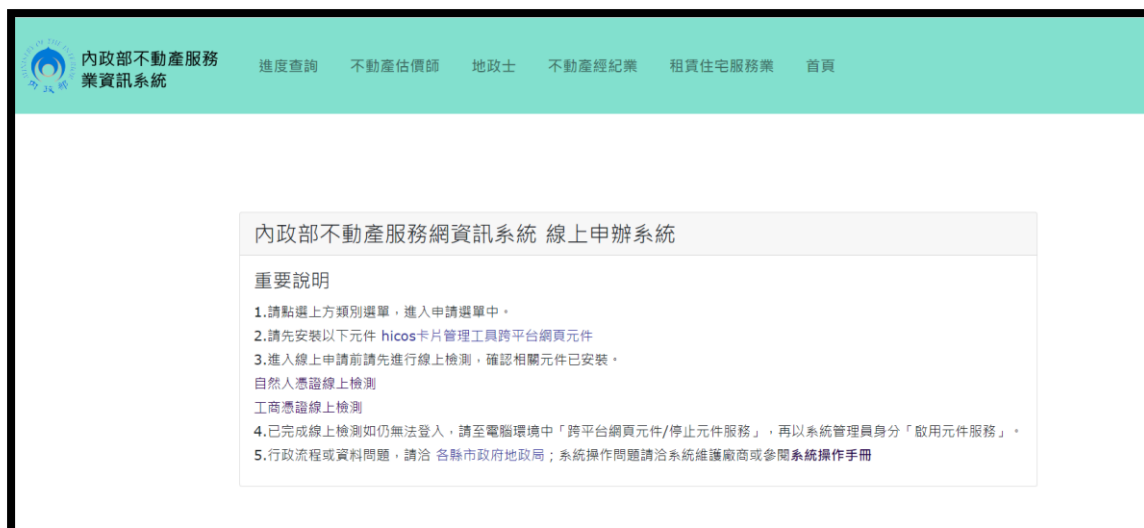 內政部不動產服務
業資訊系統
進度查詢 不動產估價師 地政士 不動產經紀業 租賃住宅服務業 首頁
內政部不動產服務網資訊系統 線上申辦系統
重要說明
1.請點選上方類別選單，進入申請選單中。
2.請先安裝以下元件 hicos卡片管理工具跨平台網頁元件
3.進入線上申請前請先進行線上檢測，確認相關元件已安裝。
自然人憑證線上檢測
工商憑證線上檢測
4.已完成線上檢測如仍無法登入，請至電腦環境中「跨平台網頁元件/停止元件服務」，再以系統管理員身分「啟用元件服務」。
5.行政流程或資料問題，請洽 各縣市政府地政局；系統操作問題請洽系統維護廠商或參閱系統操作手冊